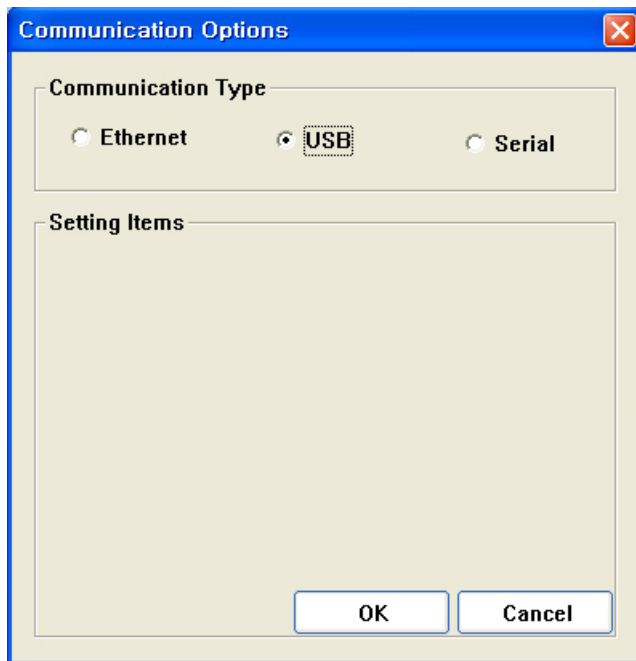 Communication Options
Communication Type
Ethernet USB Serial
Setting Items
OK Cancel